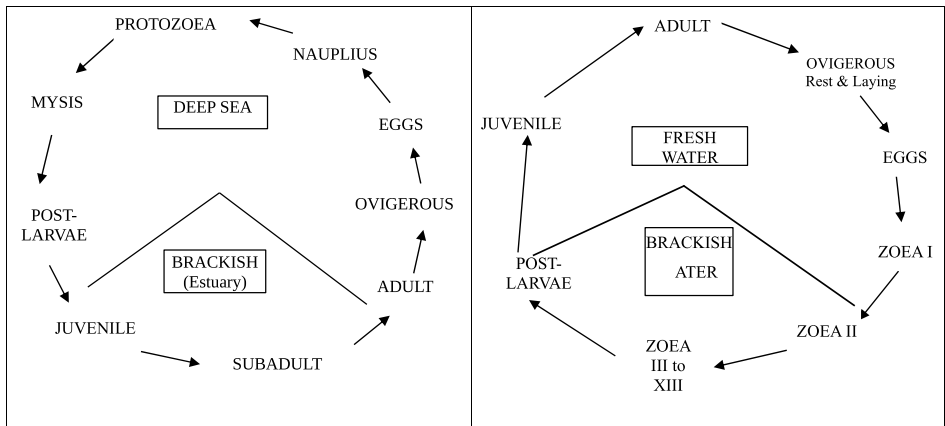 PROTOZOEA
NAUPLIUS
MYSIS
DEEP SEA
EGGS
POST-
LARVAE
OVIGEROUS
BRACKISH
(Estuary)
ADULT
JUVENILE
SUBADULT
ADULT
OVIGEROUS
Rest & Laying
JUVENILE
FRESH
WATER
EGGS
BRACKISH
ATER
ZOEA I
POST-
LARVAE
ZOEA II
ZOEA
III to
XIII